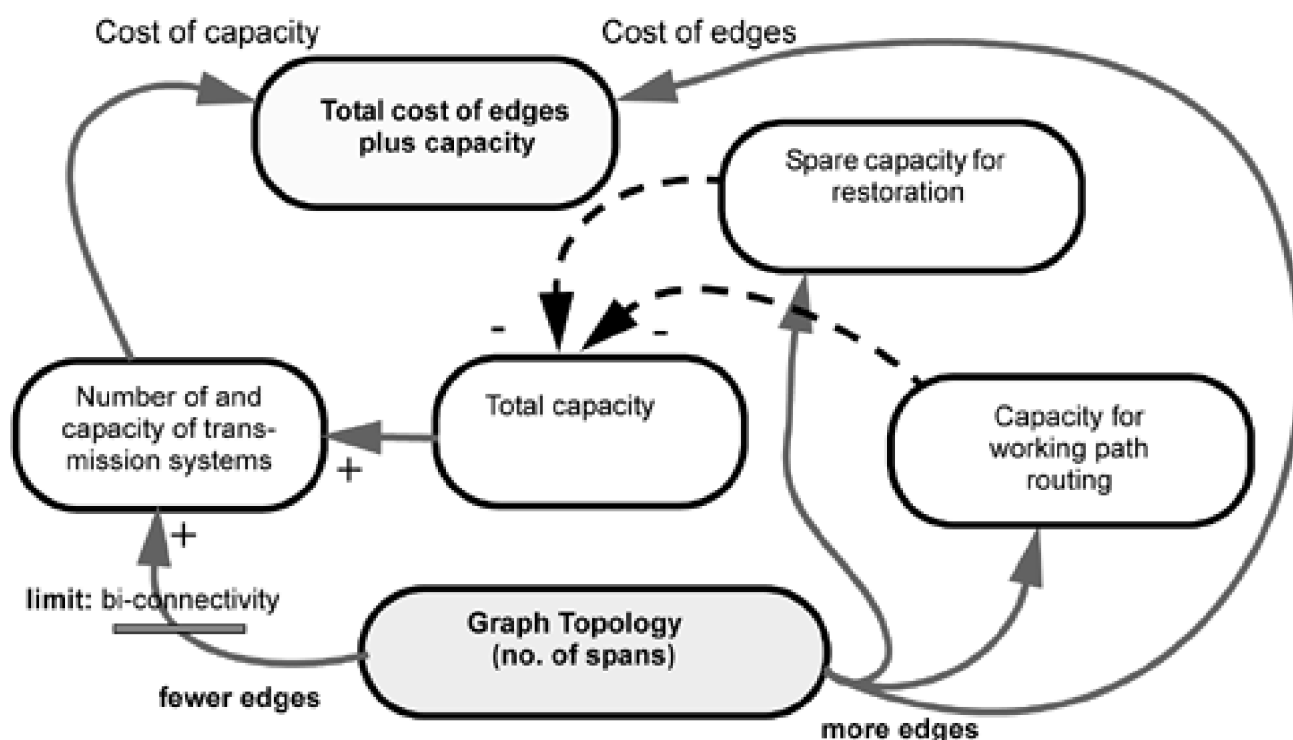 Cost of capacity
Cost of edges
Total cost of edges
plus capacity
Spare capacity for
restoration
-
-
Number of and
capacity of trans-
mission systems
Total capacity
Capacity for
working path
routing
+
+
limit: bi-connectivity
Graph Topology
(no. of spans)
fewer edges
more edges